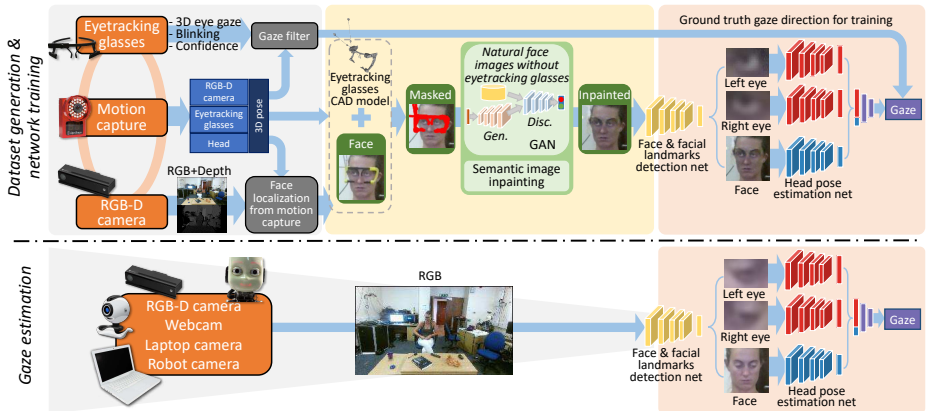 Dataset generation &
network training
Eyetracking
glasses
- 3D eye gaze
- Blinking
- Confidence
Gaze filter
Motion
capture
RGB-D
camera
Eyetracking
glasses
Head
3D pose
RGB-D
camera
RGB+Depth
Face
localization
from motion
capture
Eyetracking
glasses
CAD model
Face
Masked
Natural face
images without
eyetracking glasses
Gen.
Disc.
GAN
Semantic image
inpainting
Inpainted
Face & facial
landmarks
detection net
Ground truth gaze direction for training
Left eye
Right eye
Face
Head pose
estimation net
Gaze
Gaze estimation
RGB-D camera
Webcam
Laptop camera
Robot camera
RGB
Face & facial
landmarks
detection net
Left eye
Right eye
Face
Head pose
estimation net
Gaze